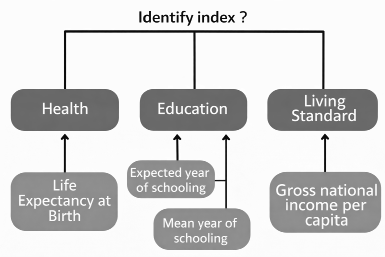 Identify index ?
Health
Education
Living
Standard
Life
Expectancy at
Birth
Expected year
of schooling
Mean year of
schooling
Gross national
income per
capita